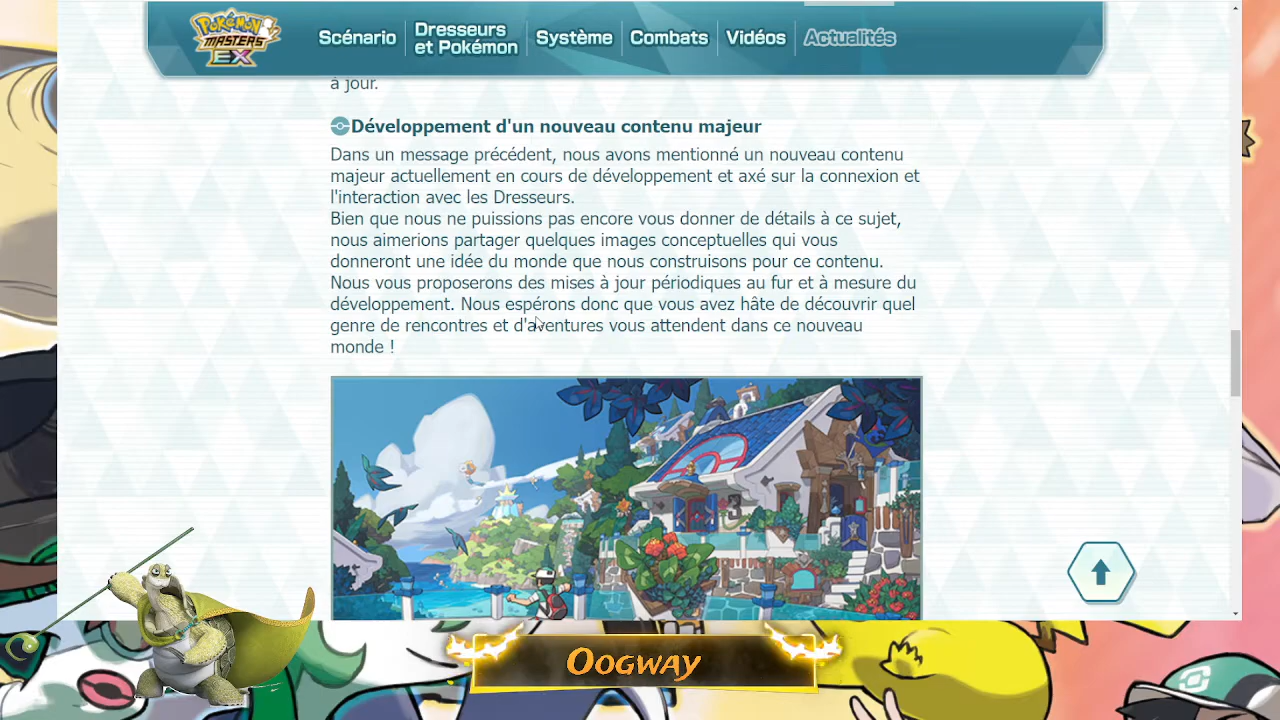 Pokémon
MASTERS
EX
Scénario
Dresseurs
et Pokémon
Système
Combats
Vidéos
Actualités
à jour.
Développement d'un nouveau contenu majeur
Dans un message précédent, nous avons mentionné un nouveau contenu
majeur actuellement en cours de développement et axé sur la connexion et
l'interaction avec les Dresseurs.
Bien que nous ne puissions pas encore vous donner de détails à ce sujet,
nous aimerions partager quelques images conceptuelles qui vous
donneront une idée du monde que nous construisons pour ce contenu.
Nous vous proposerons des mises à jour périodiques au fur et à mesure du
développement. Nous espérons donc que vous avez hâte de découvrir quel
genre de rencontres et d'aventures vous attendent dans ce nouveau
monde !
3
Oogway